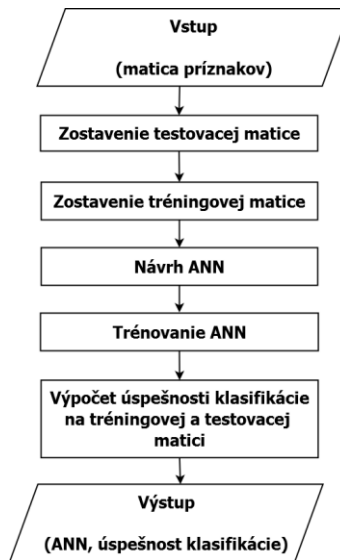 Vstup
(matica príznakov)
Zostavenie testovacej matice
Zostavenie tréningovej matice
Návrh ANN
Trénovanie ANN
Výpočet úspešnosti klasifikácie
na tréningovej a testovacej
matici
Výstup
(ANN, úspešnost klasifikácie)